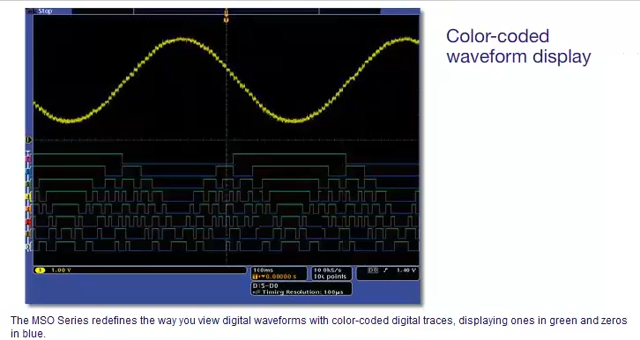 Stop
Color-coded
waveform display
1.00 V
10.0kS/s
10k points
1.40 V
D15-D0
Timing Resolution: 100µs
The MSO Series redefines the way you view digital waveforms with color-coded digital traces, displaying ones in green and zeros
in blue.